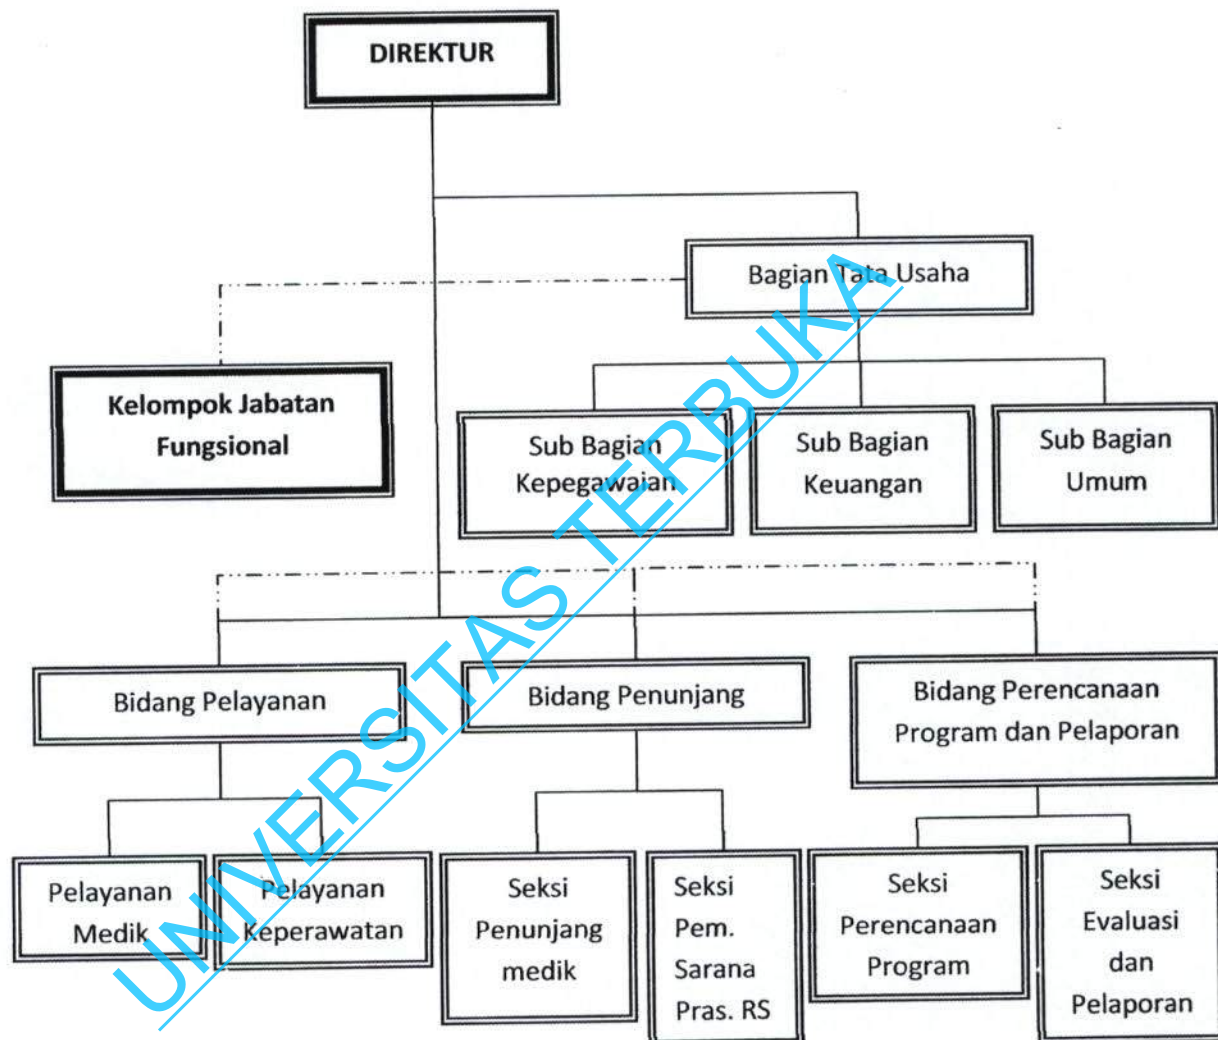 DIREKTUR
Bagian Tata Usaha
Kelompok Jabatan
Fungsional
Sub Bagian
Kepegawaian
Sub Bagian
Keuangan
Sub Bagian
Umum
Bidang Pelayanan
Bidang Penunjang
Bidang Perencanaan
Program dan Pelaporan
Pelayanan
Medik
Pelayanan
Keperawatan
Seksi
Penunjang
medik
Seksi
Pem.
Sarana
Pras. RS
Seksi
Perencanaan
Program
Seksi
Evaluasi
dan
Pelaporan
UNIVERSITAS TERBUKA